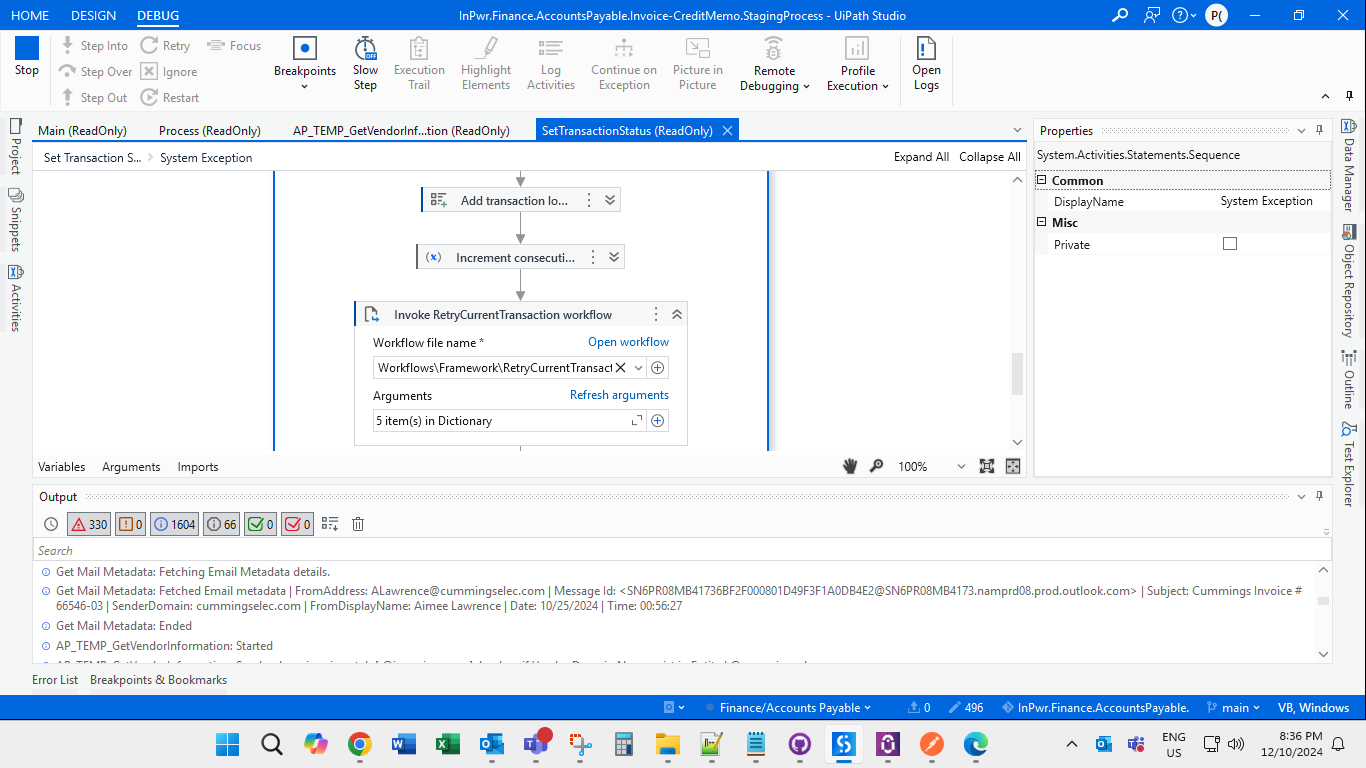 HOME DESIGN DEBUG InPwr.Finance.AccountsPayable.Invoice-CreditMemo.StagingProcess - UiPath Studio P(
Stop
Step Into Retry Focus
Step Over Ignore
Step Out Restart
Breakpoints
Slow Step
Execution Trail
Highlight Elements
Log Activities
Continue on Exception
Picture in Picture
Remote Debugging
Profile Execution
Open Logs
Main (ReadOnly) Process (ReadOnly) AP_TEMP_GetVendorInf...tion (ReadOnly) SetTransactionStatus (ReadOnly)
Set Transaction S... System Exception Expand All Collapse All
Project
Snippets
Activities
Add transaction lo...
Increment consecuti...
Invoke RetryCurrentTransaction workflow
Workflow file name * Open workflow
Workflows\Framework\RetryCurrentTransact
Arguments Refresh arguments
5 item(s) in Dictionary
Variables Arguments Imports 100%
Properties
System.Activities.Statements.Sequence
Common
DisplayName System Exception
Misc
Private
Data Manager
Object Repository
Outline
Test Explorer
Output
330 0 1604 66 0 0
Search
Get Mail Metadata: Fetching Email Metadata details.
Get Mail Metadata: Fetched Email metadata | FromAddress: ALawrence@cummingselec.com | Message Id: <SN6PR08MB41736BF2F000801D49F3F1A0DB4E2@SN6PR08MB4173.namprd08.prod.outlook.com> | Subject: Cummings Invoice #
66546-03 | SenderDomain: cummingselec.com | FromDisplayName: Aimee Lawrence | Date: 10/25/2024 | Time: 00:56:27
Get Mail Metadata: Ended
AP_TEMP_GetVendorInformation: Started
Error List Breakpoints & Bookmarks
Finance/Accounts Payable 0 496 InPwr.Finance.AccountsPayable. main VB, Windows
ENG
US
8:36 PM
12/10/2024